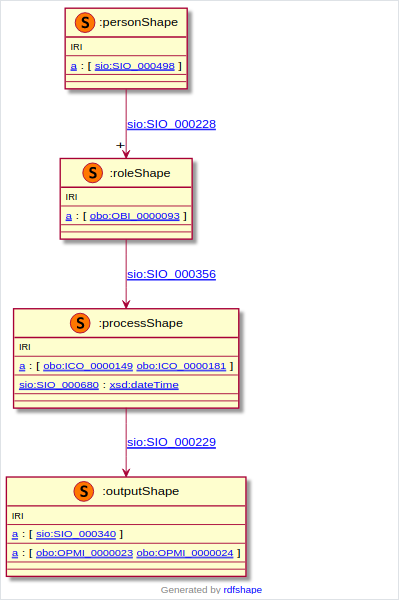 S :personShape
IRI
a : [ sio:SIO_000498 ]
sio:SIO_000228
+
S :roleShape
IRI
a : [ obo:OBI_0000093 ]
sio:SIO_000356
S :processShape
IRI
a : [ obo:ICO_0000149 obo:ICO_0000181 ]
sio:SIO_000680 : xsd:dateTime
sio:SIO_000229
S :outputShape
IRI
a : [ sio:SIO_000340 ]
a : [ obo:OPMI_0000023 obo:OPMI_0000024 ]
Generated by rdfshape